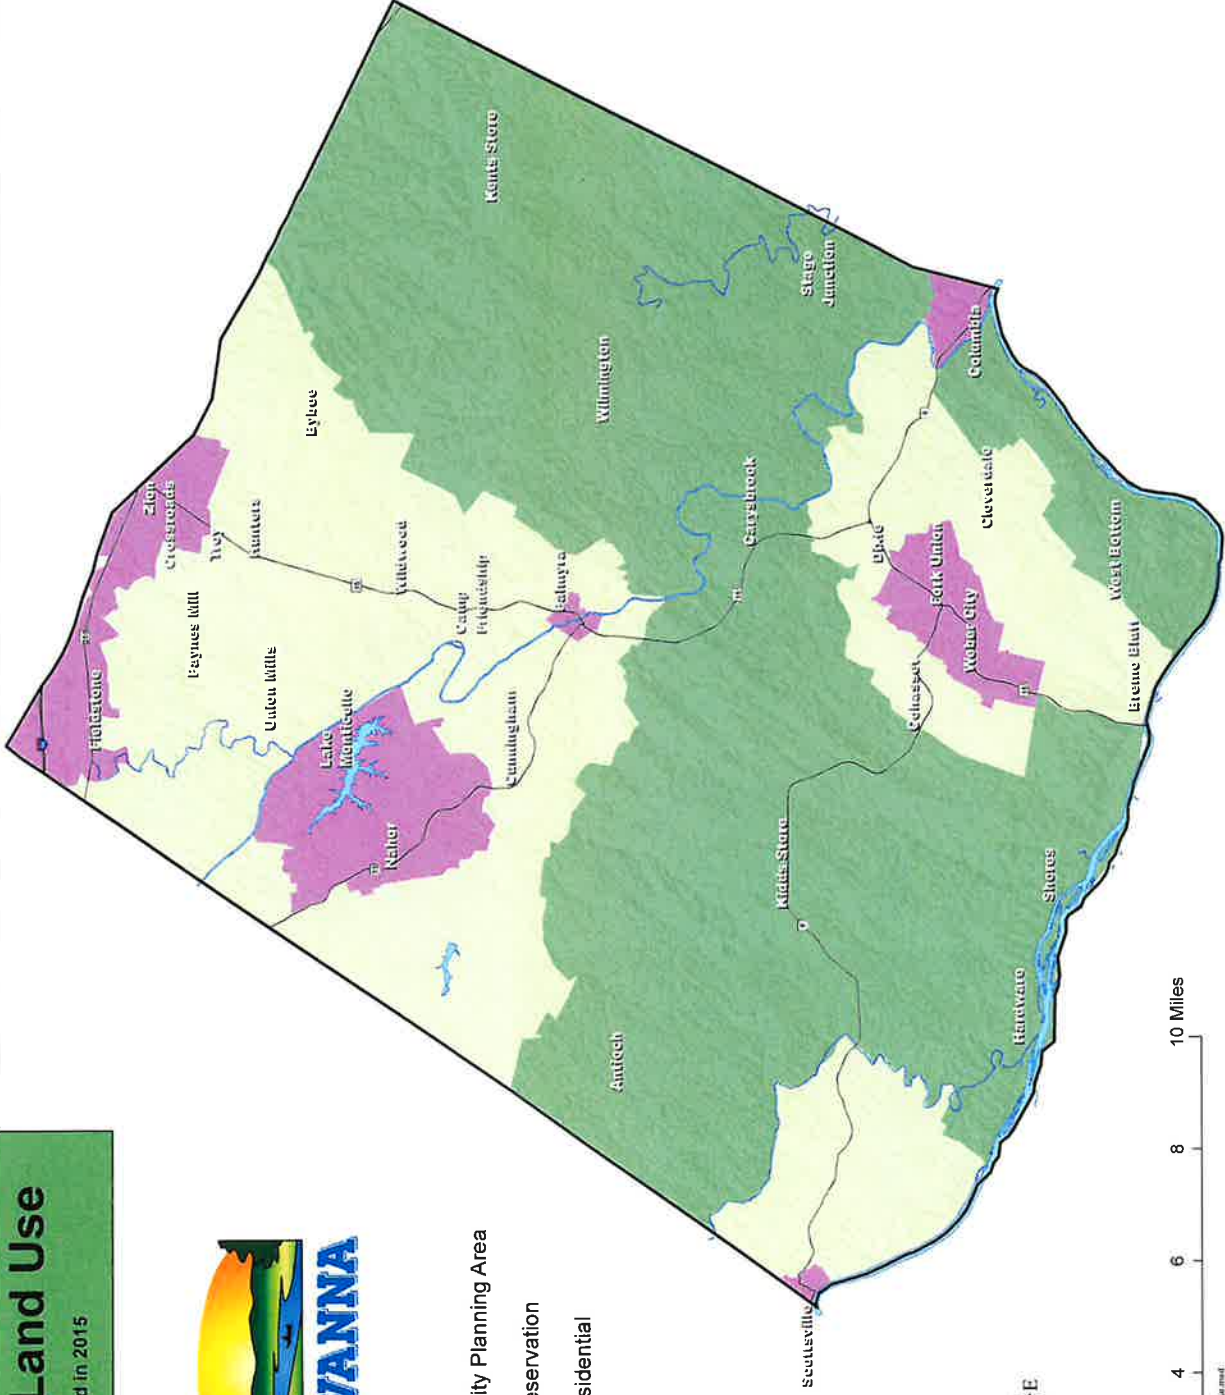 Land Use
d in 2015
VANNA
ity Planning Area
eservation
sidential
Kents Store
Bybee
Wilmington
Stage
Junction
Columbia
Zion
Crossroads
Troy
Hunters
Wildwood
Camp
Friendship
Palmyra
Carysbrook
Cloverdale
Dixie
Fork Union
Weber City
West Bottom
Bremo Bluff
Cohasset
Paynes Mill
Union Mills
Fieldstone
Lake
Monticello
Cunningham
Nahor
Kidds Store
Shores
Hardware
Antioch
Scottsville
4
6
8
10 Miles
E